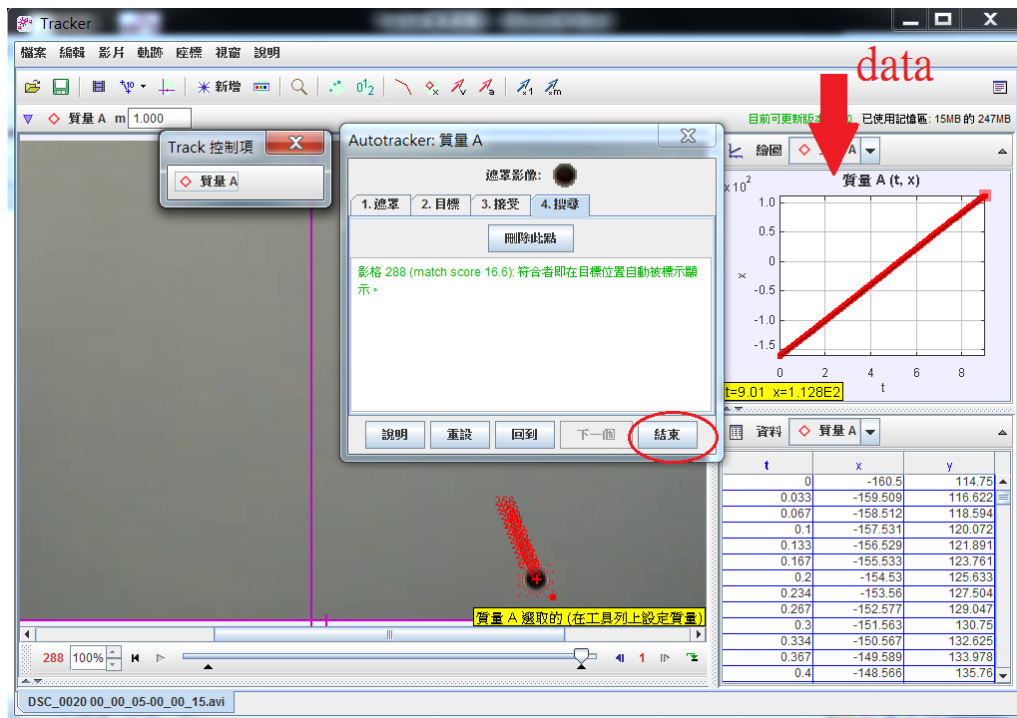 Tracker
檔案 編輯 影片 軌跡 座標 視窗 說明
data
新增
質量 A m 1.000
目前可更新版 已使用記憶區: 15MB 的 247MB
Track 控制項
質量 A
Autotracker: 質量 A
遮罩影像:
1.遮罩 2.目標 3.接受 4.搜尋
刪除此點
影格 288 (match score 16.6): 符合者即在目標位置自動被標示顯
示。
說明 重設 回到 下一個 結束
繪圖 A
質量 A (t, x)
x10²
1.0
0.5
0
-0.5
-1.0
-1.5
x
0 2 4 6 8
t
t=9.01 x=1.128E2
資料 質量 A
t x y
0 -160.5 114.75
0.033 -159.509 116.622
0.067 -158.512 118.594
0.1 -157.531 120.072
0.133 -156.529 121.891
0.167 -155.533 123.761
0.2 -154.53 125.633
0.234 -153.56 127.504
0.267 -152.577 129.047
0.3 -151.563 130.75
0.334 -150.567 132.625
0.367 -149.589 133.978
0.4 -148.566 135.76
質量 A 選取的 (在工具列上設定質量)
288 100% 1
DSC_0020 00_00_05-00_00_15.avi